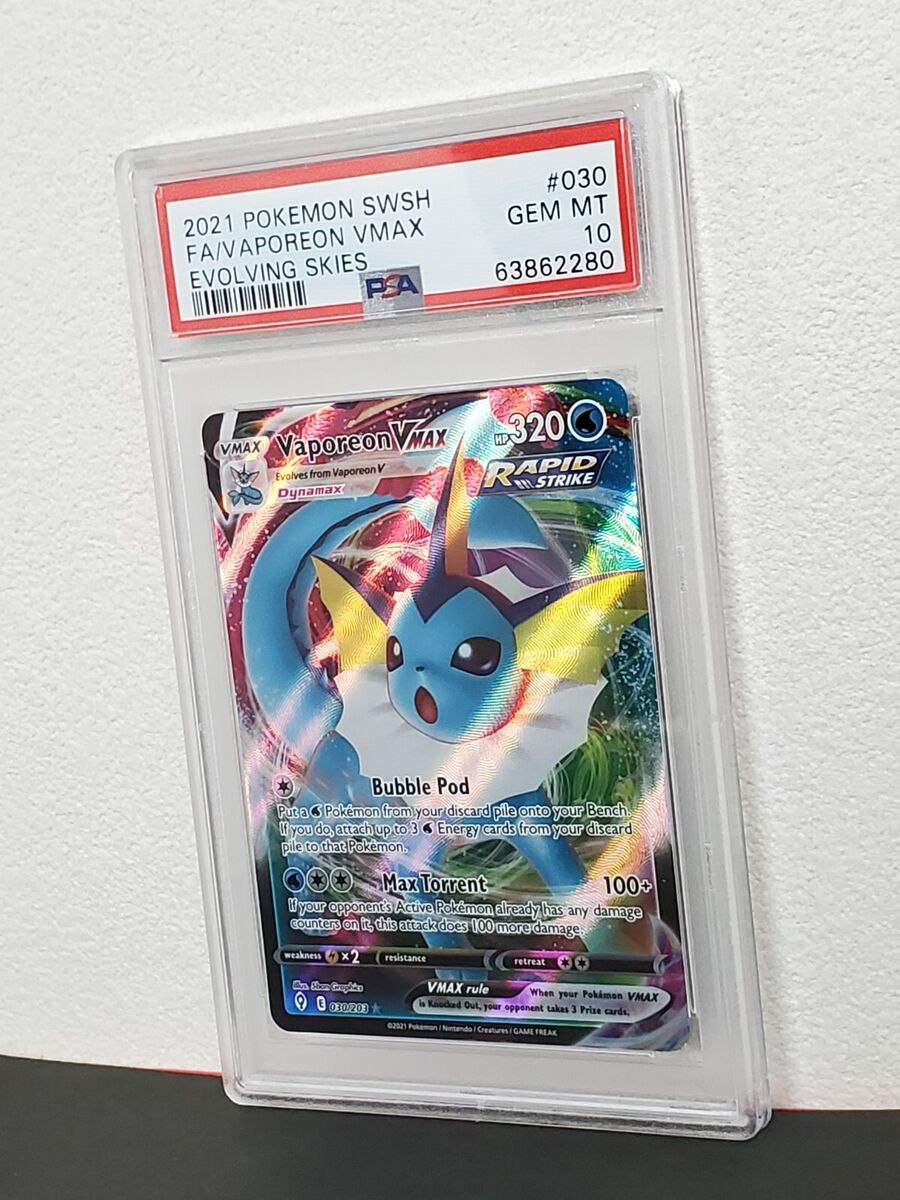 2021 POKEMON SWSH #030
FA/VAPOREON VMAX GEM MT
EVOLVING SKIES 10
PSA 63862280
VMAX Vaporeon VMAX HP 320
Evolves from Vaporeon V
Dynamax
RAPID
STRIKE
Bubble Pod
Put a Pokémon from your discard pile onto your Bench.
If you do, attach up to 3 Energy cards from your discard
pile to that Pokémon.
Max Torrent 100+
If your opponent's Active Pokémon already has any damage
counters on it, this attack does 100 more damage.
weakness ×2 resistance retreat
Illus. 5ban Graphics
VMAX rule When your Pokémon VMAX
is Knocked Out, your opponent takes 3 Prize cards.
E 030/203
©2021 Pokémon / Nintendo / Creatures / GAME FREAK